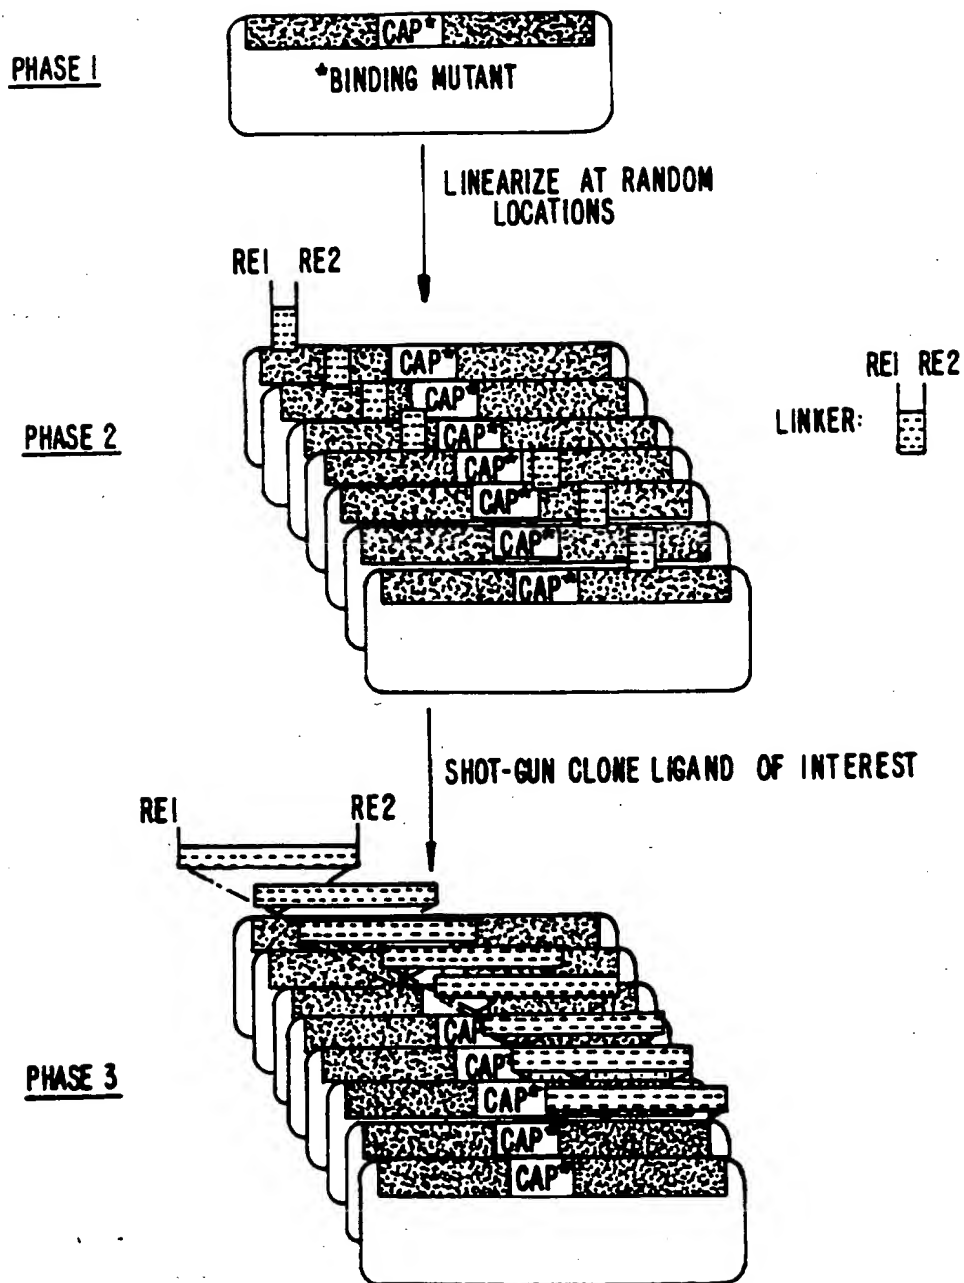 CAP*
PHASE 1
*BINDING MUTANT
LINEARIZE AT RANDOM
LOCATIONS
RE1 RE2
CAP*
CAP*
CAP*
CAP*
CAP*
CAP*
CAP*
PHASE 2
LINKER:
RE1 RE2
SHOT-GUN CLONE LIGAND OF INTEREST
RE1 RE2
CAP
CAP*
CAP*
CAP*
CAP*
PHASE 3